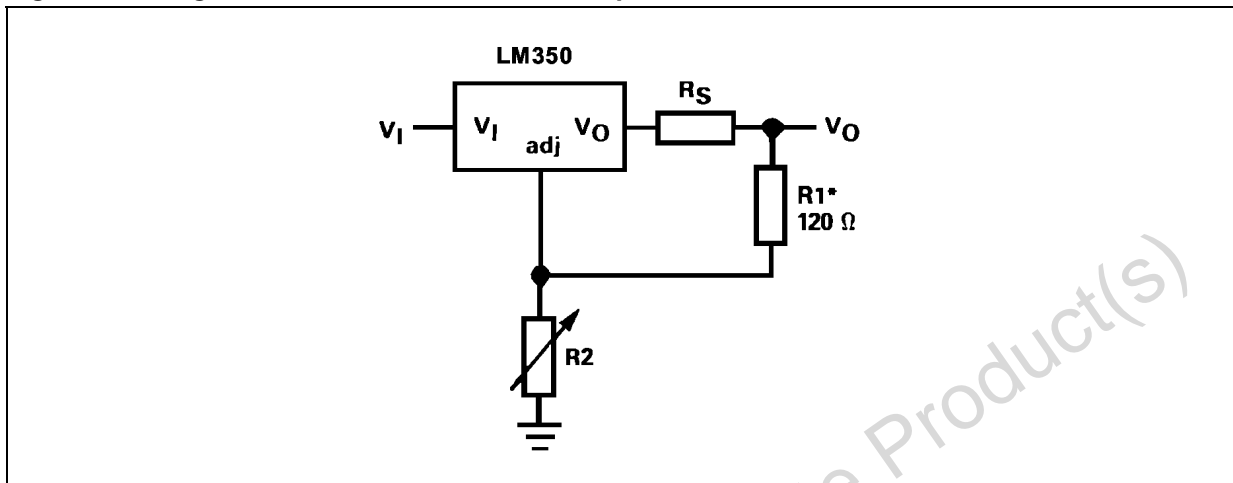 LM350
RS
VI
VI
VO
adj
VO
R1*
120 Ω
R2
e Product(s)